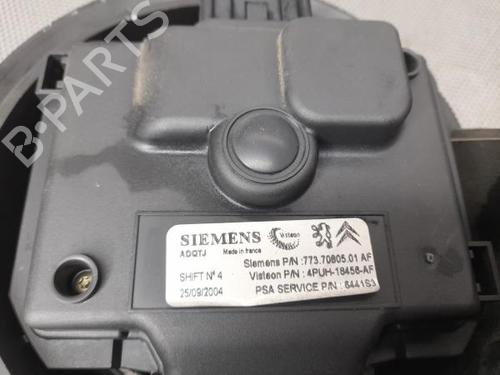 SIEMENS Visteon
ADQTJ Made in france
Siemens P/N :773.70805.01 AF
SHIFT N° 4 Visteon P/N : 4PUH-18456-AF
25/09/2004 PSA SERVICE P/N : 6441S3
B-PARTS